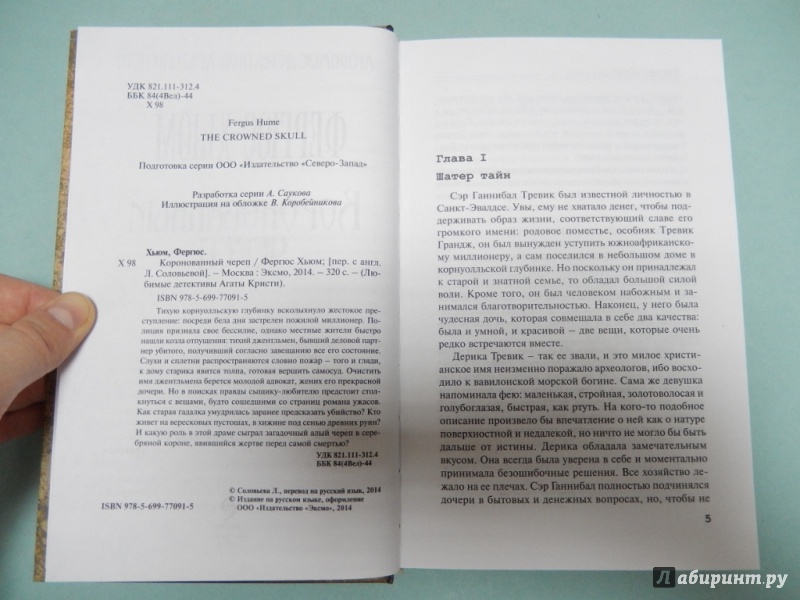 УДК 821.111-312.4
ББК 84(4Вел)-44
Х 98
Fergus Hume
THE CROWNED SKULL
Подготовка серии ООО «Издательство «Северо-Запад»
Разработка серии А. Саукова
Иллюстрация на обложке В. Коробейникова
Хьюм, Фергюс.
Х 98 Коронованный череп / Фергюс Хьюм; [пер. с англ.
Л. Соловьевой]. – Москва : Эксмо, 2014. – 320 с. – (Лю-
бимые детективы Агаты Кристи).
ISBN 978-5-699-77091-5
Тихую корнуолльскую глубинку всколыхнуло жестокое пре-
ступление: посреди бела дня застрелен пожилой миллионер. По-
лиция признала свое бессилие, однако местные жители быстро
нашли козла отпущения: тихий джентльмен, бывший деловой парт-
нер убитого, получивший согласно завещанию все его состояние.
Слухи и сплетни распространяются словно пожар – того и гляди,
к дому старика явится толпа, готовая вершить самосуд. Очистить
имя джентльмена берется молодой адвокат, жених его прекрасной
дочери. Но в поисках правды сыщику-любителю предстоит стол-
кнуться с вещами, будто сошедшими со страниц романа ужасов.
Как старая гадалка умудрилась заранее предсказать убийство? Кто
живет на вересковых пустошах, в хижине под сенью древних руин?
И какую роль в этой драме сыграл загадочный алый череп в сере-
бряной короне, явившийся жертве перед самой смертью?
УДК 821.111-312.4
ББК 84(4Вел)-44
© Соловьева Л., перевод на русский язык, 2014
© Издание на русском языке, оформление
ISBN 978-5-699-77091-5 ООО «Издательство «Эксмо», 2014
Глава I
Шатер тайн
Сэр Ганнибал Тревик был известной личностью в
Санкт-Эвалдсе. Увы, ему не хватало денег, чтобы под-
держивать образ жизни, соответствующий славе его
громкого имени: родовое поместье, особняк Тревик
Грандж, он был вынужден уступить южноафриканско-
му миллионеру, а сам поселился в небольшом доме в
корнуолльской глубинке. Но поскольку он принадлежал
к старой и знатной семье, то обладал большой силой
воли. Кроме того, он был человеком набожным и за-
нимался благотворительностью. Наконец, у него была
чудесная дочь, которая совмещала в себе два качества:
была и умной, и красивой – две вещи, которые очень
редко встречаются вместе.
Дерика Тревик – так ее звали, и это милое христи-
анское имя неизменно поражало археологов, ибо восхо-
дило к вавилонской морской богине. Сама же девушка
напоминала фею: маленькая, стройная, золотоволосая и
голубоглазая, быстрая, как ртуть. На кого-то подобное
описание произвело бы впечатление о ней как о натуре
поверхностной и недалекой, но ничто не могло бы быть
дальше от истины. Дерика обладала замечательным
вкусом. Она всегда была уверена в себе и моментально
принимала безошибочные решения. Все хозяйство ле-
жало на ее плечах. Сэр Ганнибал полностью подчинялся
дочери в бытовых и денежных вопросах, но, чтобы не
5
Лабиринт.ру